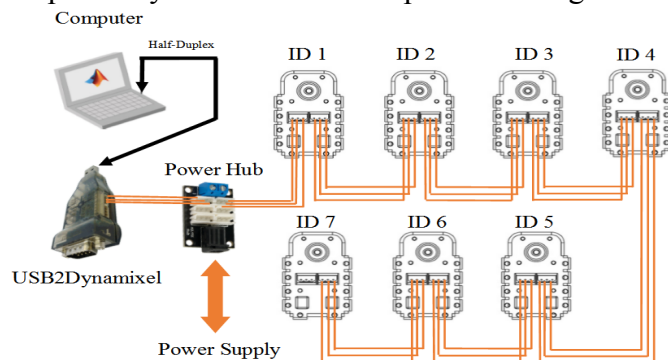 Computer
Half-Duplex
ID 1
ID 2
ID 3
ID 4
Power Hub
ID 7
ID 6
ID 5
USB2Dynamixel
Power Supply